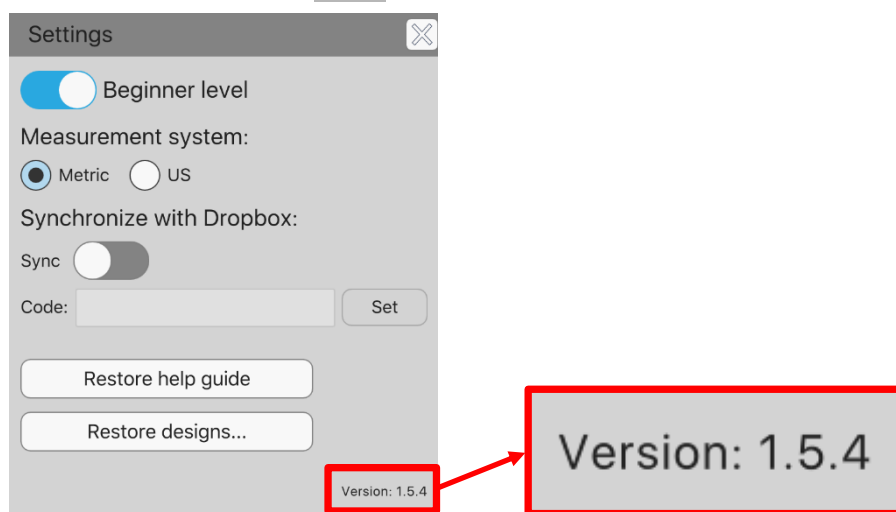 Settings
Beginner level
Measurement system:
Metric US
Synchronize with Dropbox:
Sync
Code: Set
Restore help guide
Restore designs...
Version: 1.5.4
Version: 1.5.4